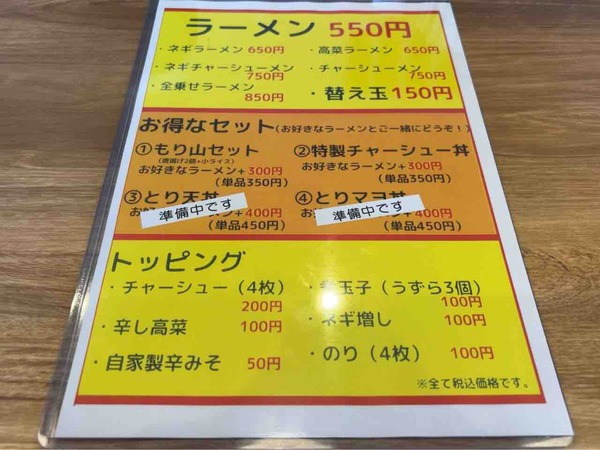 ラーメン 550円
・ネギラーメン 650円 ・高菜ラーメン 650円
・ネギチャーシューメン 750円 ・チャーシューメン 750円
・全乗せラーメン 850円 ・替え玉 150円
お得なセット(お好きなラーメンとご一緒にどうぞ！)
①もり山セット ②特製チャーシュー丼
(唐揚げ2個+小ライス)
お好きなラーメン+300円 お好きなラーメン+300円
(単品350円) (単品350円)
③とり天丼 ④とりマヨ丼
準備中です 準備中です
+400円 +400円
(単品450円) (単品450円)
トッピング
・チャーシュー（4枚） 200円 玉子（うずら3個） 100円
・辛し高菜 100円 ・ネギ増し 100円
・自家製辛みそ 50円 ・のり（4枚） 100円
※全て税込価格です。